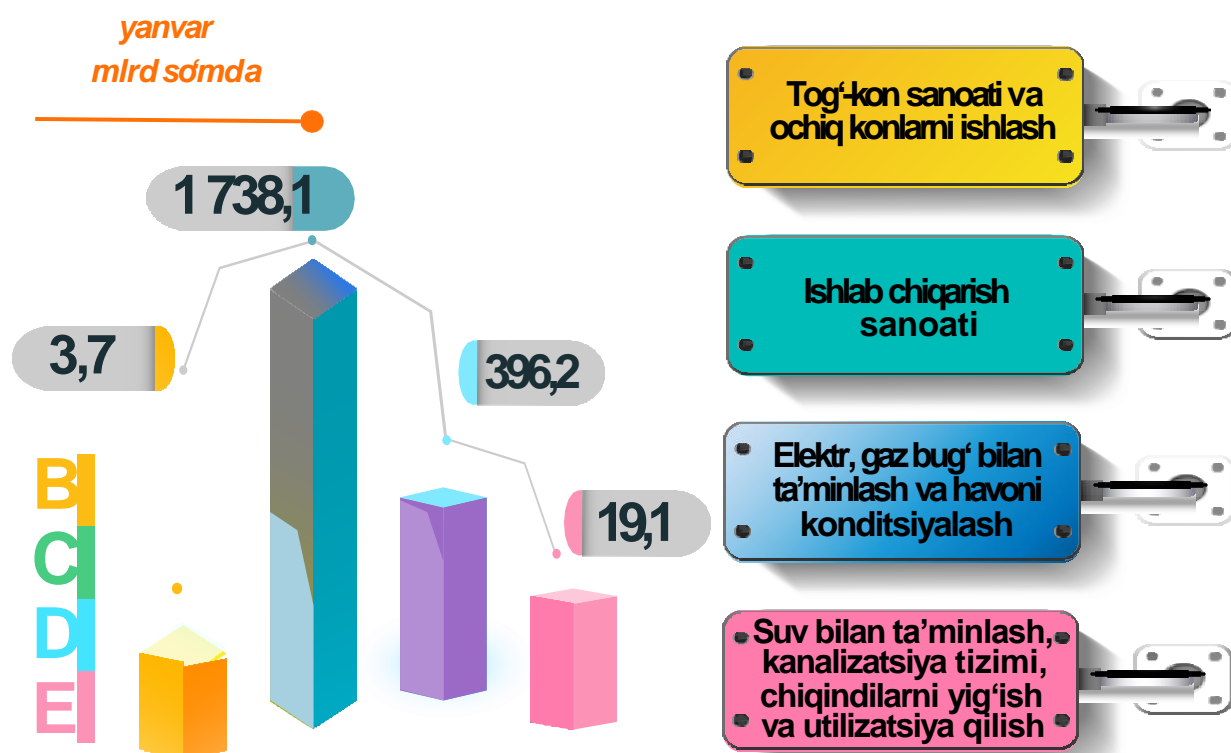 yanvar
mlrd so'mda
1 738,1
3,7
396,2
19,1
B
C
D
E
Tog‘-kon sanoati va
ochiq konlarni ishlash
Ishlab chiqarish
sanoati
Elektr, gaz bug‘ bilan
ta’minlash va havoni
konditsiyalash
Suv bilan ta’minlash,
kanalizatsiya tizimi,
chiqindilarni yig‘ish
va utilizatsiya qilish